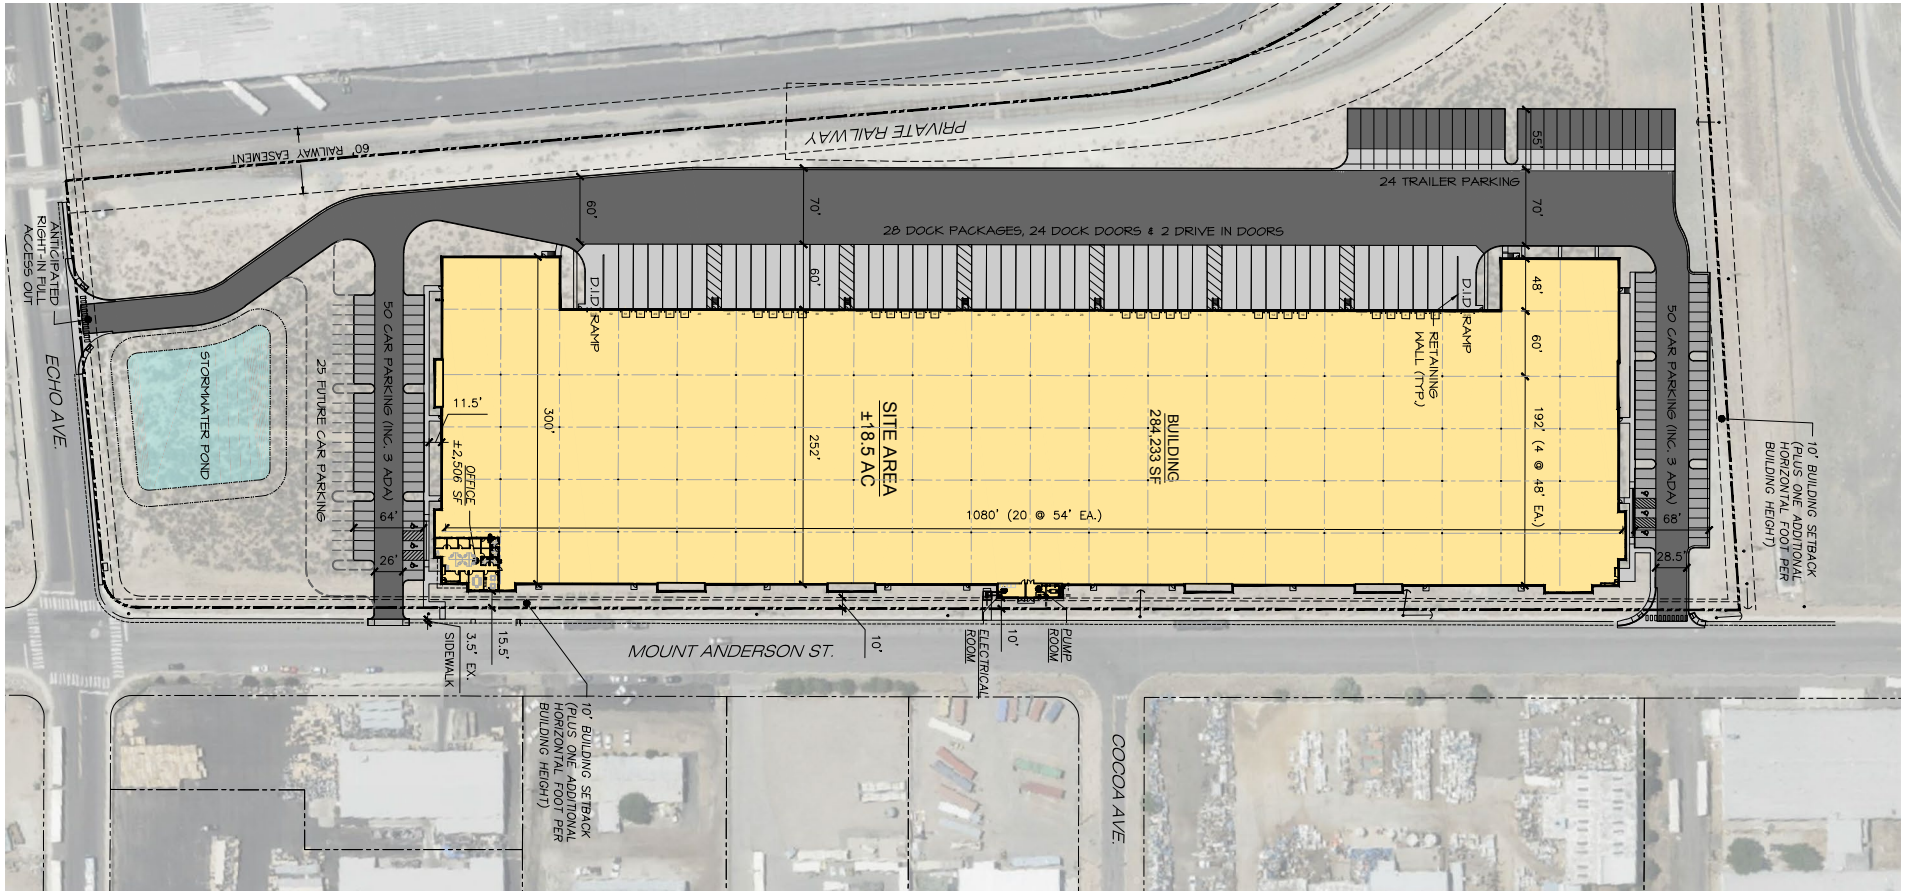 PRIVATE RAILWAY
60' RAILWAY EASEMENT
55'
24 TRAILER PARKING
60'
70'
70'
28 DOCK PACKAGES, 24 DOCK DOORS & 2 DRIVE IN DOORS
ANTICIPATED
RIGHT-IN FULL
ACCESS OUT
60'
D.I.D.
RAMP
D.I.D.
RAMP
48'
60'
RETAINING
WALL (TYP.)
ECHO AVE.
STORMWATER POND
25 FUTURE CAR PARKING
50 CAR PARKING (INC. 3 ADA)
50 CAR PARKING (INC. 3 ADA)
11.5'
300'
252'
SITE AREA
±18.5 AC
BUILDING
284,233 SF
192' (4 @ 48' EA.)
OFFICE
±2,506 SF
1080' (20 @ 54' EA.)
64'
26'
68'
28.5'
10' BUILDING SETBACK
(PLUS ONE ADDITIONAL
HORIZONTAL FOOT PER
BUILDING HEIGHT)
15.5'
3.5' EX.
SIDEWALK
10'
10'
ELECTRICAL
ROOM
PUMP
ROOM
MOUNT ANDERSON ST.
10' BUILDING SETBACK
(PLUS ONE ADDITIONAL
HORIZONTAL FOOT PER
BUILDING HEIGHT)
COCOA AVE.